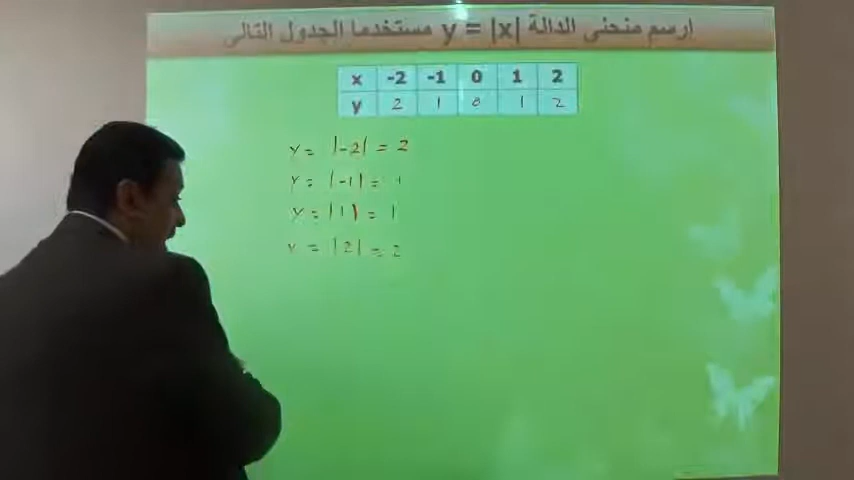 ارسم منحنى الدالة y = |x| مستخدما الجدول التالى
x -2 -1 0 1 2
y 2 1 0 1 2
y = |-2| = 2
y = |-1| = 1
y = |1| = 1
y = |2| = 2